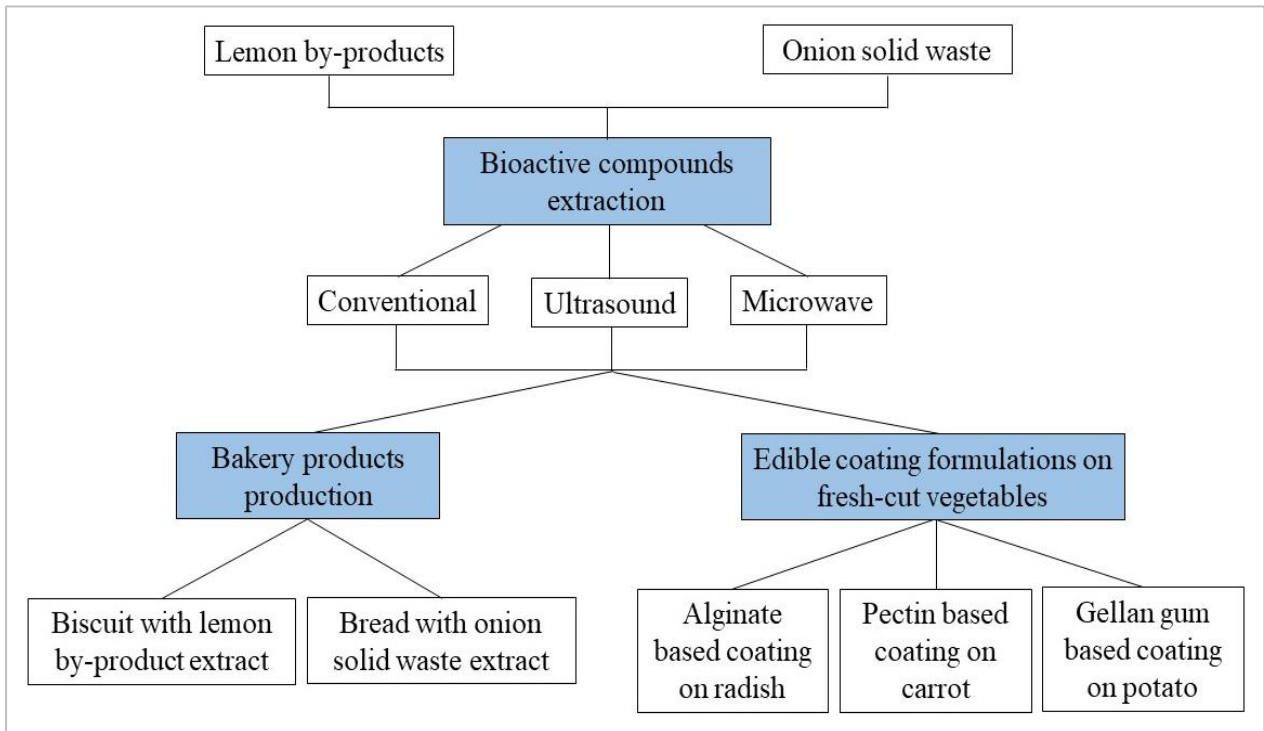 Lemon by-products
Onion solid waste
Bioactive compounds
extraction
Conventional
Ultrasound
Microwave
Bakery products
production
Edible coating formulations on
fresh-cut vegetables
Biscuit with lemon
by-product extract
Bread with onion
solid waste extract
Alginate
based coating
on radish
Pectin based
coating on
carrot
Gellan gum
based coating
on potato